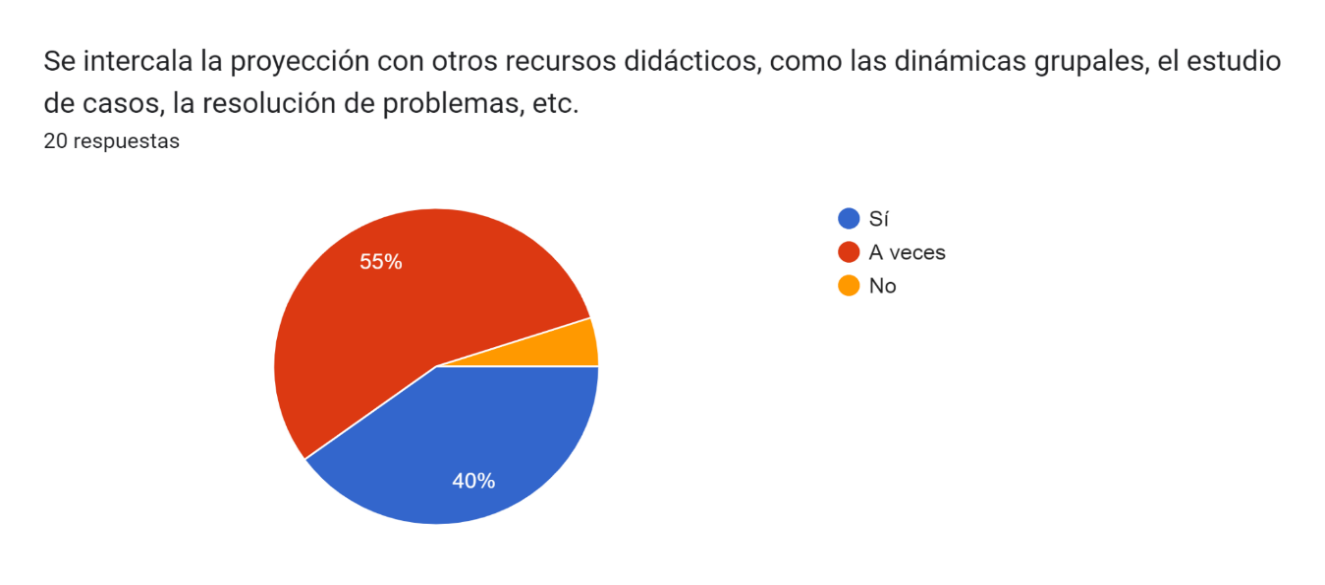 Se intercala la proyección con otros recursos didácticos, como las dinámicas grupales, el estudio
de casos, la resolución de problemas, etc.
20 respuestas
Sí
A veces
No
55%
40%